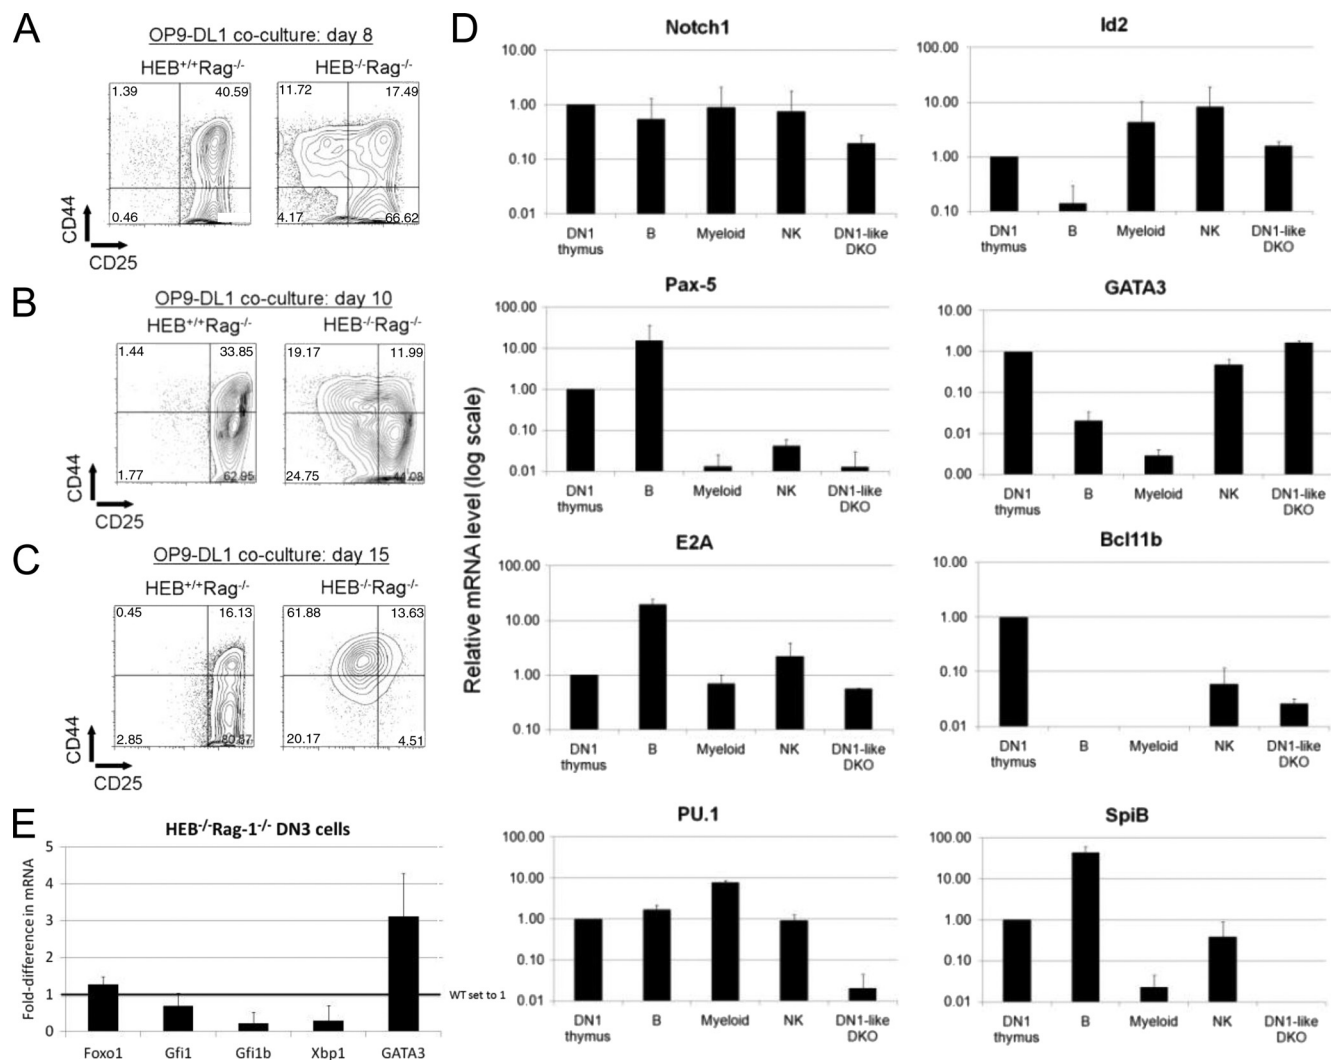 A
OP9-DL1 co-culture: day 8
HEB+/+Rag-/-
HEB-/-Rag-/-
1.39
40.59
0.46
11.72
17.49
4.17
66.62
CD44
CD25
B
OP9-DL1 co-culture: day 10
HEB+/+Rag-/-
HEB-/-Rag-/-
1.44
33.85
1.77
62.95
19.17
11.99
24.75
44.08
CD44
CD25
C
OP9-DL1 co-culture: day 15
HEB+/+Rag-/-
HEB-/-Rag-/-
0.45
16.13
2.85
80.57
61.88
13.63
20.17
4.51
CD44
CD25
D
Relative mRNA level (log scale)
Notch1
10.00
1.00
0.10
0.01
DN1 thymus
B
Myeloid
NK
DN1-like DKO
Id2
100.00
10.00
1.00
0.10
DN1 thymus
B
Myeloid
NK
DN1-like DKO
Pax-5
100.00
10.00
1.00
0.10
0.01
DN1 thymus
B
Myeloid
NK
DN1-like DKO
GATA3
10.00
1.00
0.10
0.01
0.00
DN1 thymus
B
Myeloid
NK
DN1-like DKO
E2A
100.00
10.00
1.00
0.10
DN1 thymus
B
Myeloid
NK
DN1-like DKO
Bcl11b
10.00
1.00
0.10
0.01
DN1 thymus
B
Myeloid
NK
DN1-like DKO
PU.1
100.00
10.00
1.00
0.10
0.01
DN1 thymus
B
Myeloid
NK
DN1-like DKO
SpiB
100.00
10.00
1.00
0.10
0.01
DN1 thymus
B
Myeloid
NK
DN1-like DKO
E
HEB-/-Rag-1-/- DN3 cells
Fold-difference in mRNA
5
4
3
2
1
0
WT set to 1
Foxo1
Gfi1
Gfi1b
Xbp1
GATA3